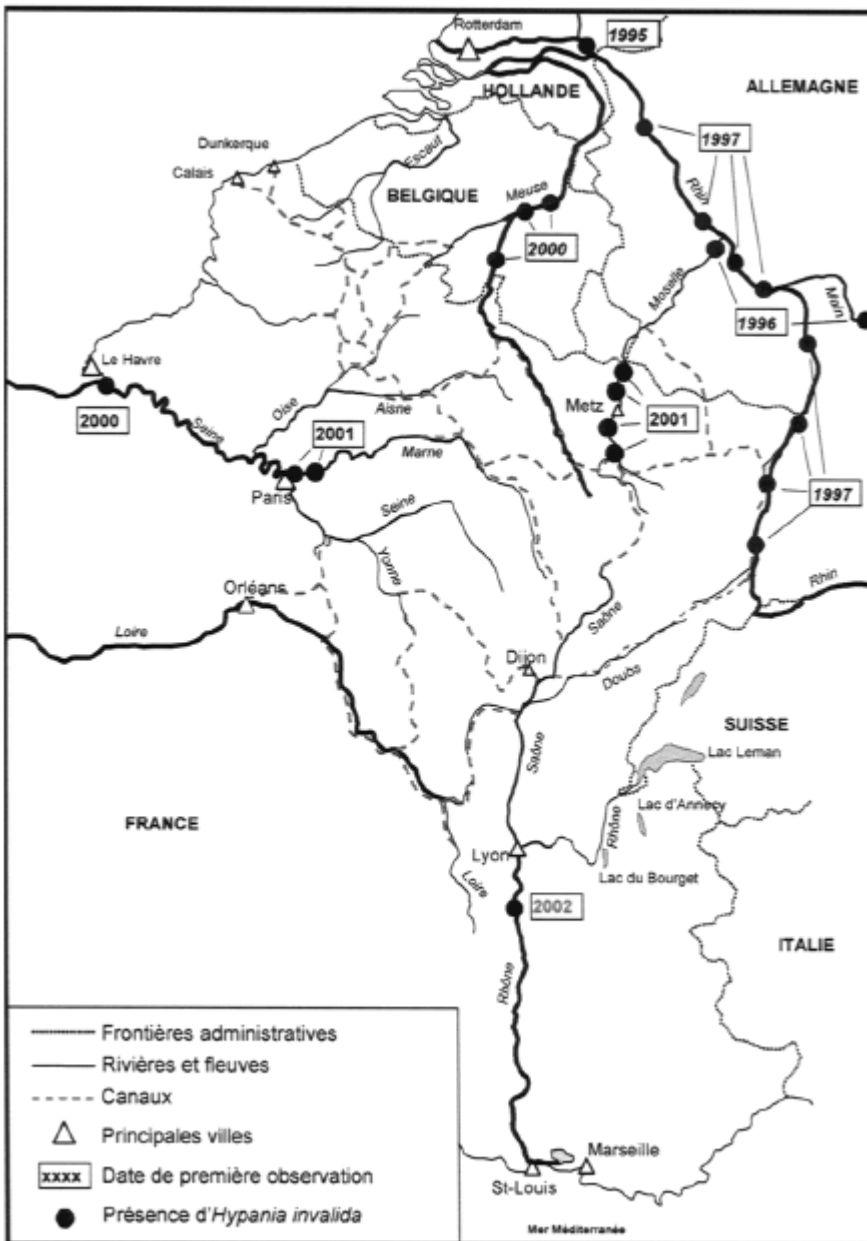 Rotterdam
1995
HOLLANDE
ALLEMAGNE
Dunkerque
Calais
Escaut
1997
BELGIQUE
Meuse
Rhin
2000
Moselle
Main
1996
Le Havre
2000
Seine
Oise
Aisne
Metz
2001
2001
Marne
Paris
1997
Seine
Yonne
Orléans
Rhin
Loire
Saône
Dijon
Doubs
SUISSE
Saône
Lac Leman
FRANCE
Lac d'Annecy
Rhône
Lyon
Lac du Bourget
Loire
2002
ITALIE
Rhône
Frontières administratives
Rivières et fleuves
Canaux
Principales villes
xxxx Date de première observation
Présence d'Hypania invalida
Marseille
St-Louis
Mer Méditerranée